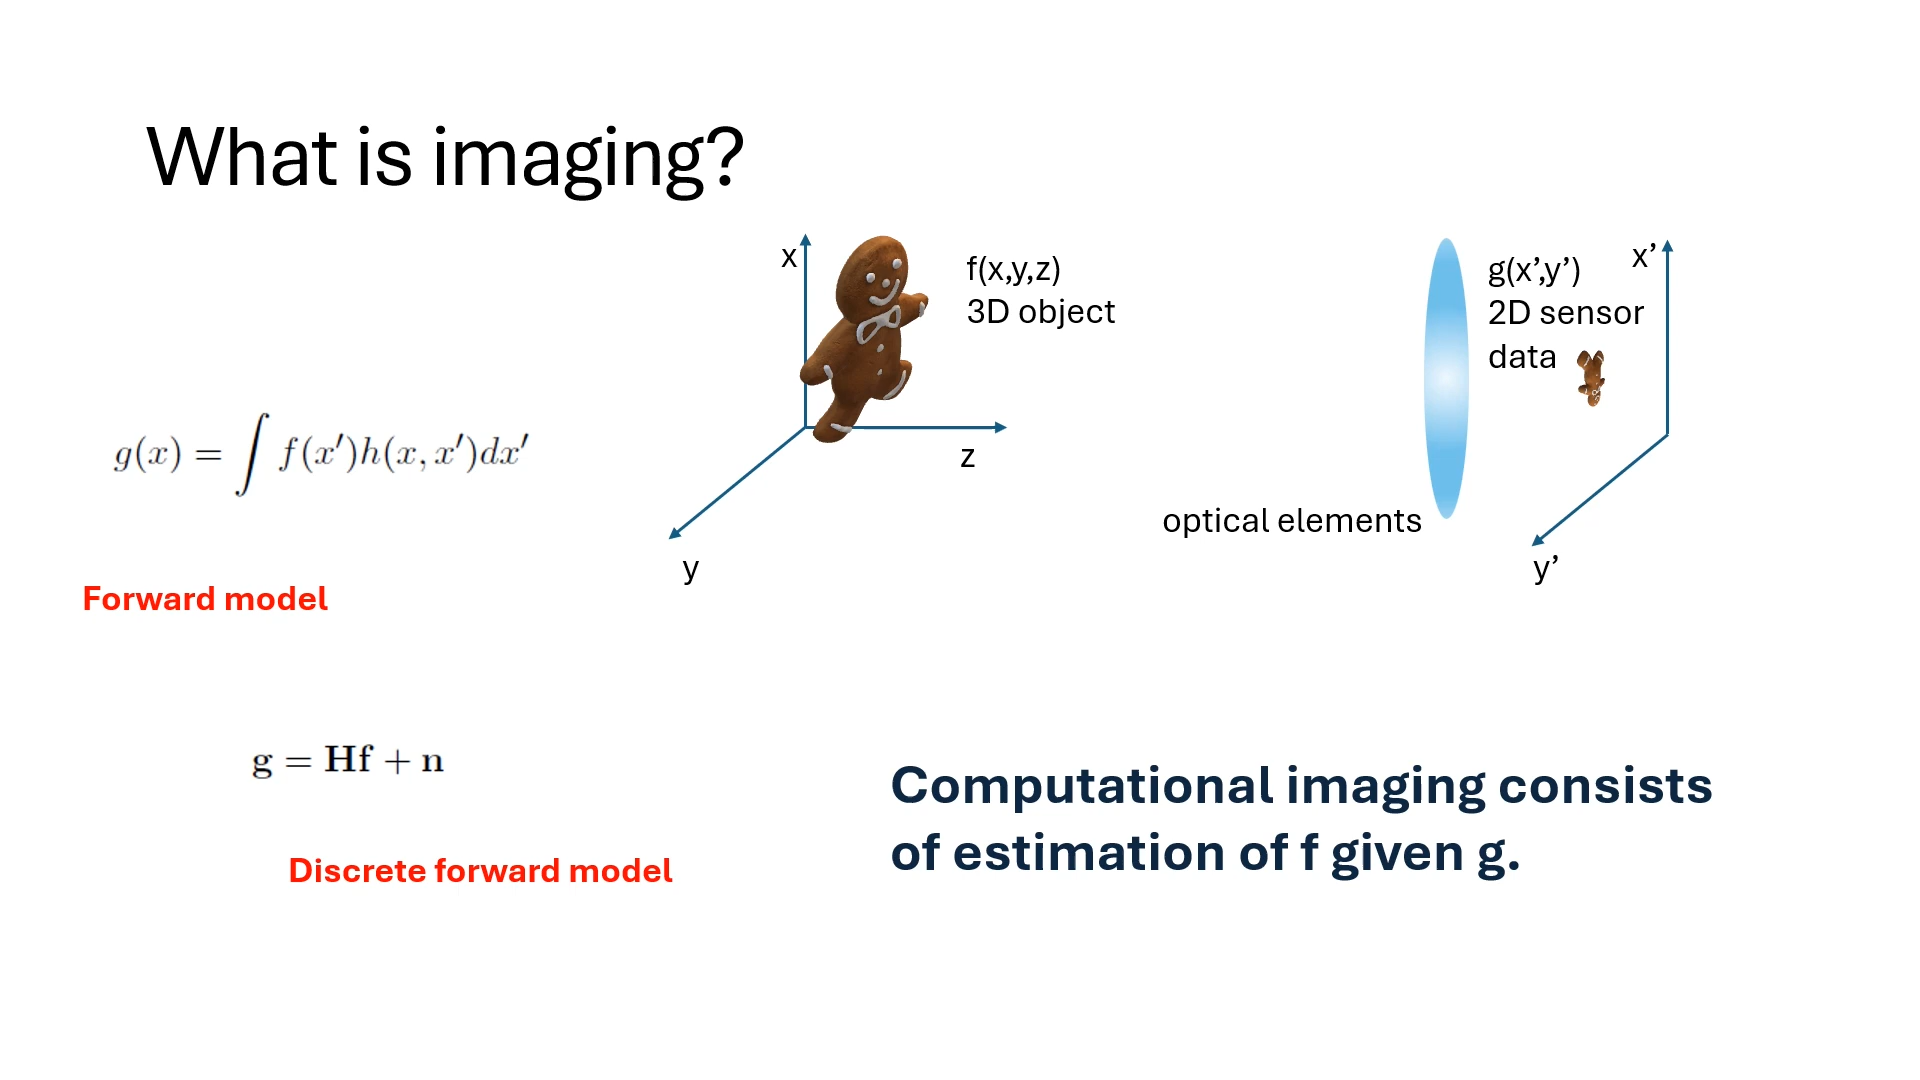 What is imaging?
x
f(x,y,z)
3D object
z
y
g(x’,y’)
2D sensor
data
x’
y’
optical elements
g(x) = ∫ f(x′)h(x, x′)dx′
Forward model
g = Hf + n
Discrete forward model
Computational imaging consists
of estimation of f given g.